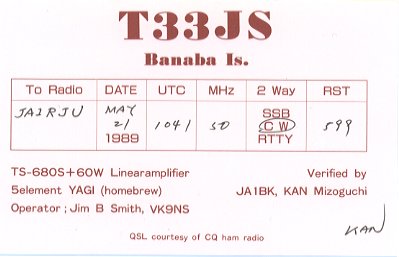 T33JS
Banaba Is.
To Radio DATE UTC MHz 2 Way RST
JA1RJU MAY 21 1989 1041 50 SSB CW RTTY 599
TS-680S+60W Linearamplifier Verified by
5element YAGI (homebrew) JA1BK, KAN Mizoguchi
Operator ; Jim B Smith, VK9NS
KAN
QSL courtesy of CQ ham radio